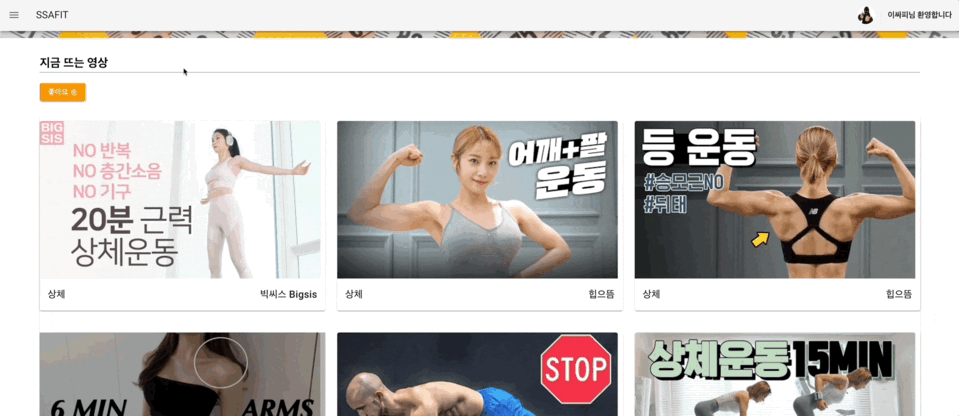 SSAFIT
이싸피님 환영합니다
지금 뜨는 영상
좋아요 순
BIG
SIS
NO 반복
NO 층간소음
NO 기구
20분 근력
상체운동
어깨+팔
운동
등 운동
#승모근NO
#뒤태
상체
빅씨스 Bigsis
상체
힙으뜸
상체
힙으뜸
6 MIN ARMS
STOP
상체운동15MIN